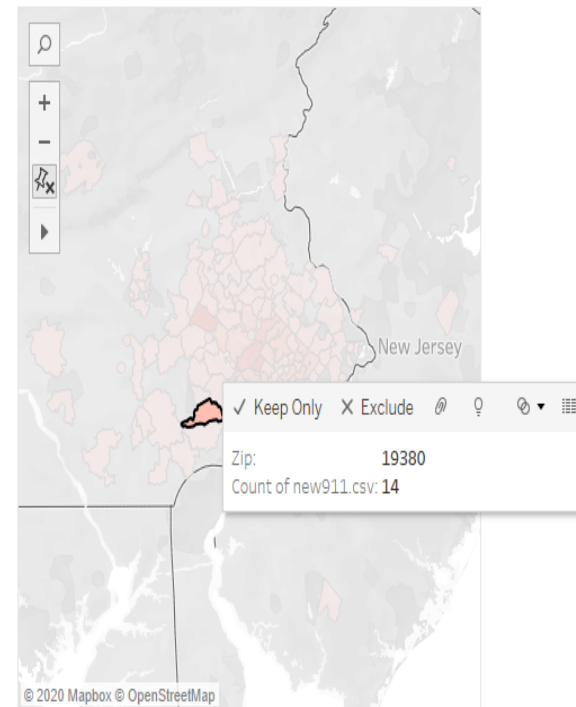 New Jersey
Keep Only Exclude
Zip: 19380
Count of new911.csv: 14
© 2020 Mapbox © OpenStreetMap